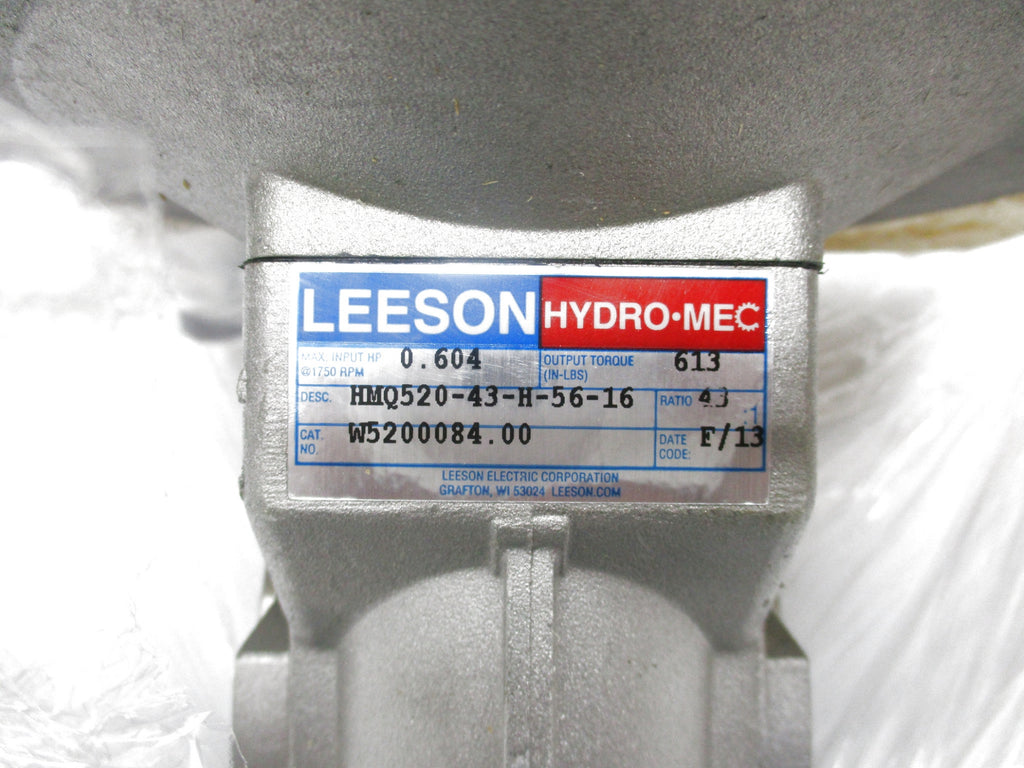 LEESON HYDRO•MEC
MAX. INPUT HP @1750 RPM 0.604 OUTPUT TORQUE (IN-LBS) 613
DESC. HMQ520-43-H-56-16 RATIO 43 :1
CAT. NO. W5200084.00 DATE CODE: F/13
LEESON ELECTRIC CORPORATION
GRAFTON, WI 53024 LEESON.COM